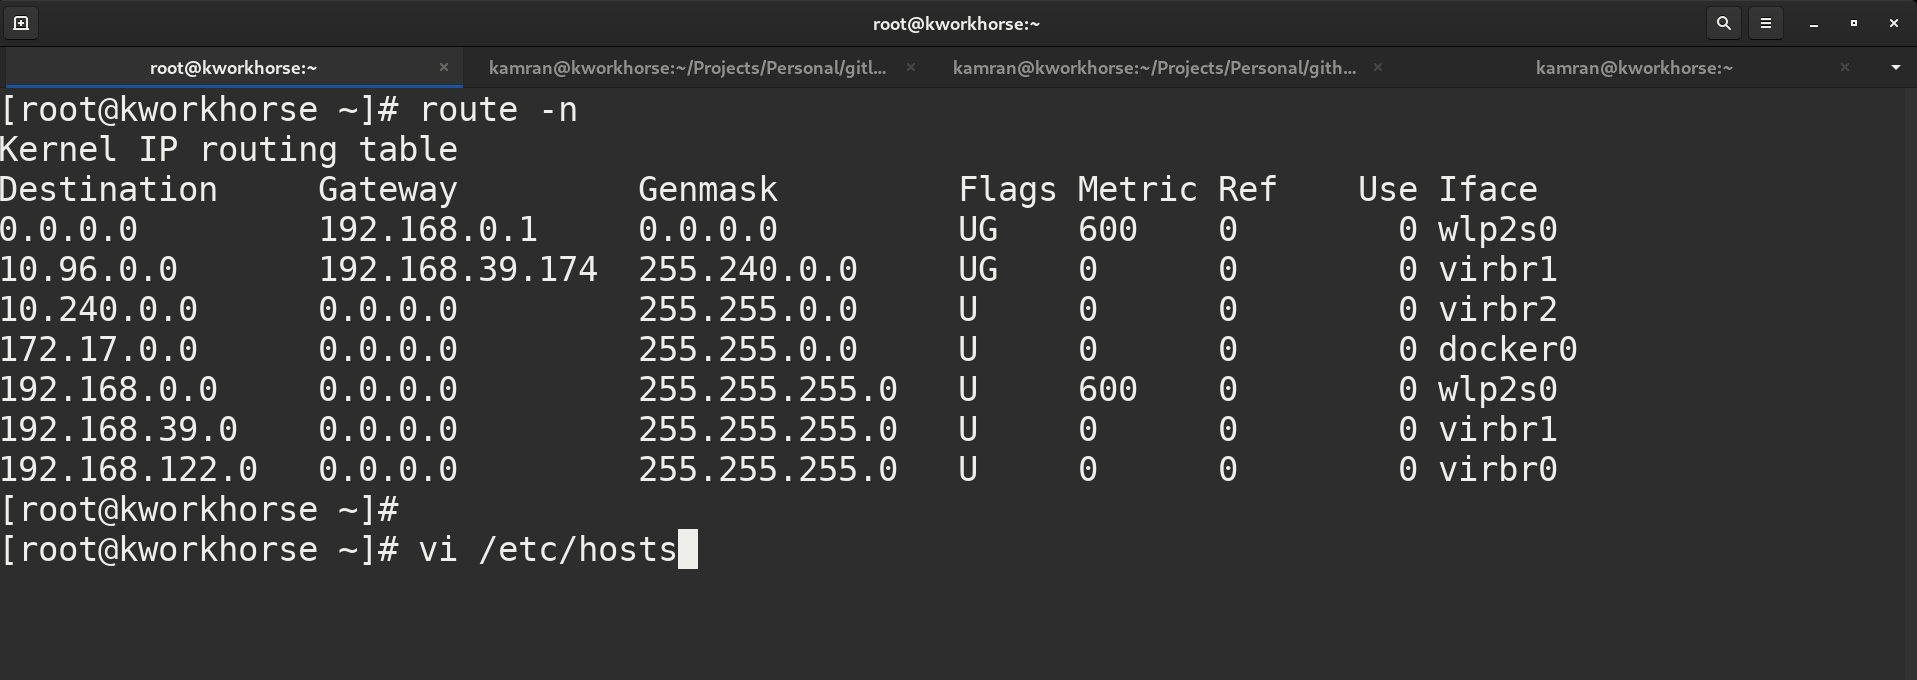 root@kworkhorse:~
root@kworkhorse:~ kamran@kworkhorse:~/Projects/Personal/gitl... kamran@kworkhorse:~/Projects/Personal/gith... kamran@kworkhorse:~
[root@kworkhorse ~]# route -n
Kernel IP routing table
Destination     Gateway         Genmask         Flags Metric Ref    Use Iface
0.0.0.0         192.168.0.1     0.0.0.0         UG    600    0        0 wlp2s0
10.96.0.0       192.168.39.174  255.240.0.0     UG    0      0        0 virbr1
10.240.0.0      0.0.0.0         255.255.0.0     U     0      0        0 virbr2
172.17.0.0      0.0.0.0         255.255.0.0     U     0      0        0 docker0
192.168.0.0     0.0.0.0         255.255.255.0   U     600    0        0 wlp2s0
192.168.39.0    0.0.0.0         255.255.255.0   U     0      0        0 virbr1
192.168.122.0   0.0.0.0         255.255.255.0   U     0      0        0 virbr0
[root@kworkhorse ~]#
[root@kworkhorse ~]# vi /etc/hosts